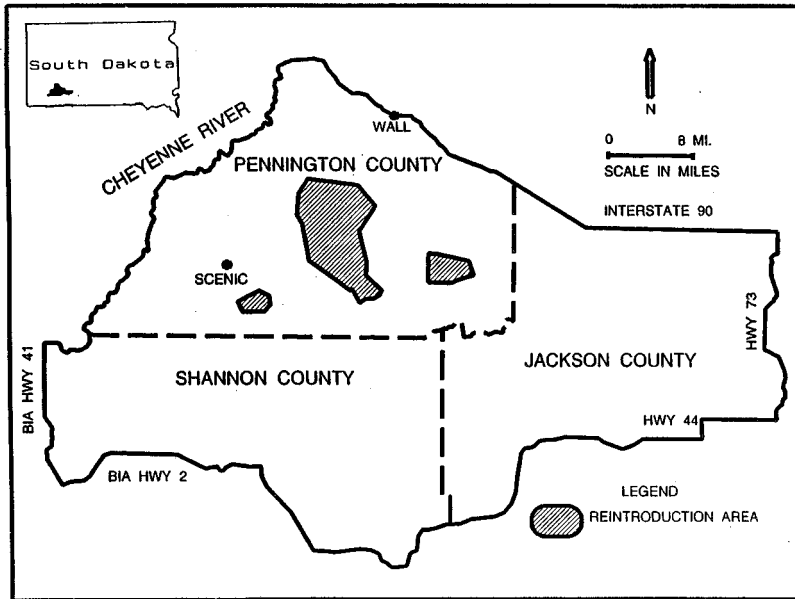 South Dakota
CHEYENNE RIVER
WALL
N
PENNINGTON COUNTY
0 8 MI.
SCALE IN MILES
INTERSTATE 90
SCENIC
HWY 73
BIA HWY 41
SHANNON COUNTY
JACKSON COUNTY
HWY 44
BIA HWY 2
LEGEND
REINTRODUCTION AREA